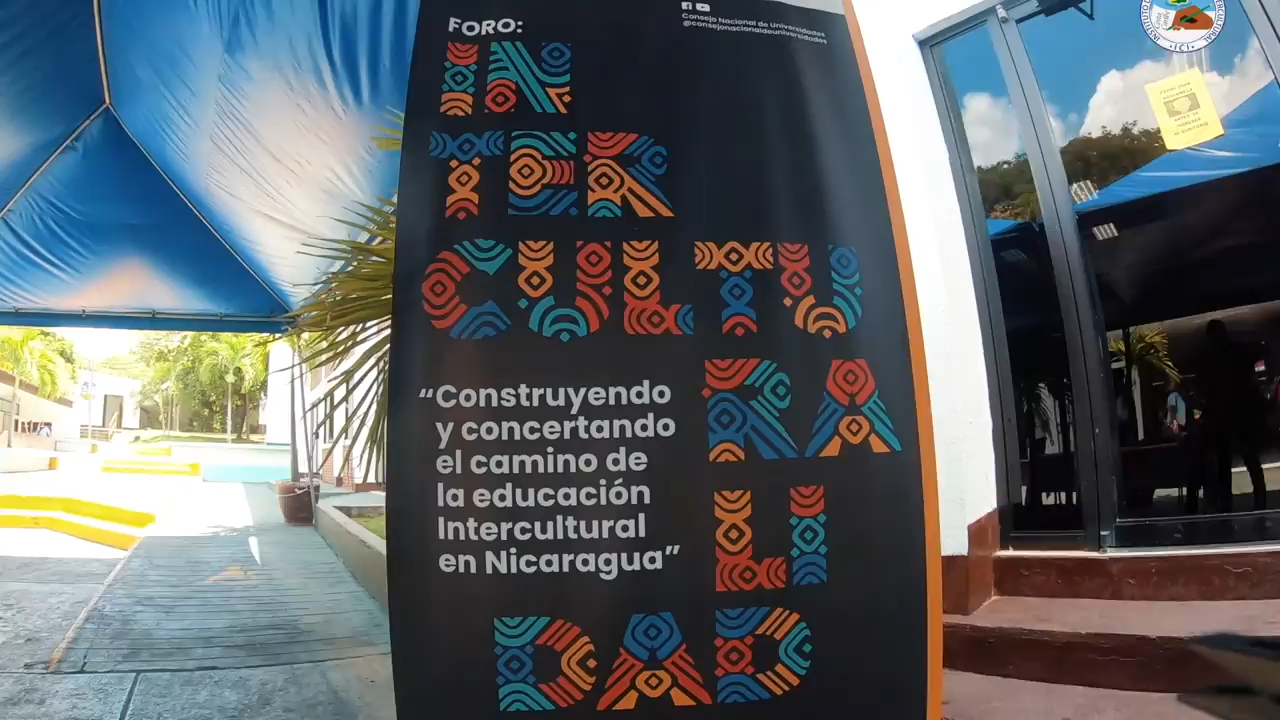 FORO:
Consejo Nacional de Universidades
@consejonacionaldeuniversidades
IN
TER
CULTU
RA
LI
DAD
“Construyendo
y concertando
el camino de
la educación
Intercultural
en Nicaragua”
ICI